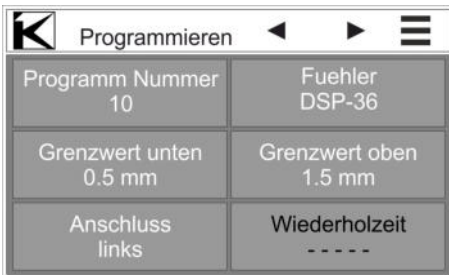 K Programmieren
Programm Nummer
10
Fuehler
DSP-36
Grenzwert unten
0.5 mm
Grenzwert oben
1.5 mm
Anschluss
links
Wiederholzeit
- - - - -